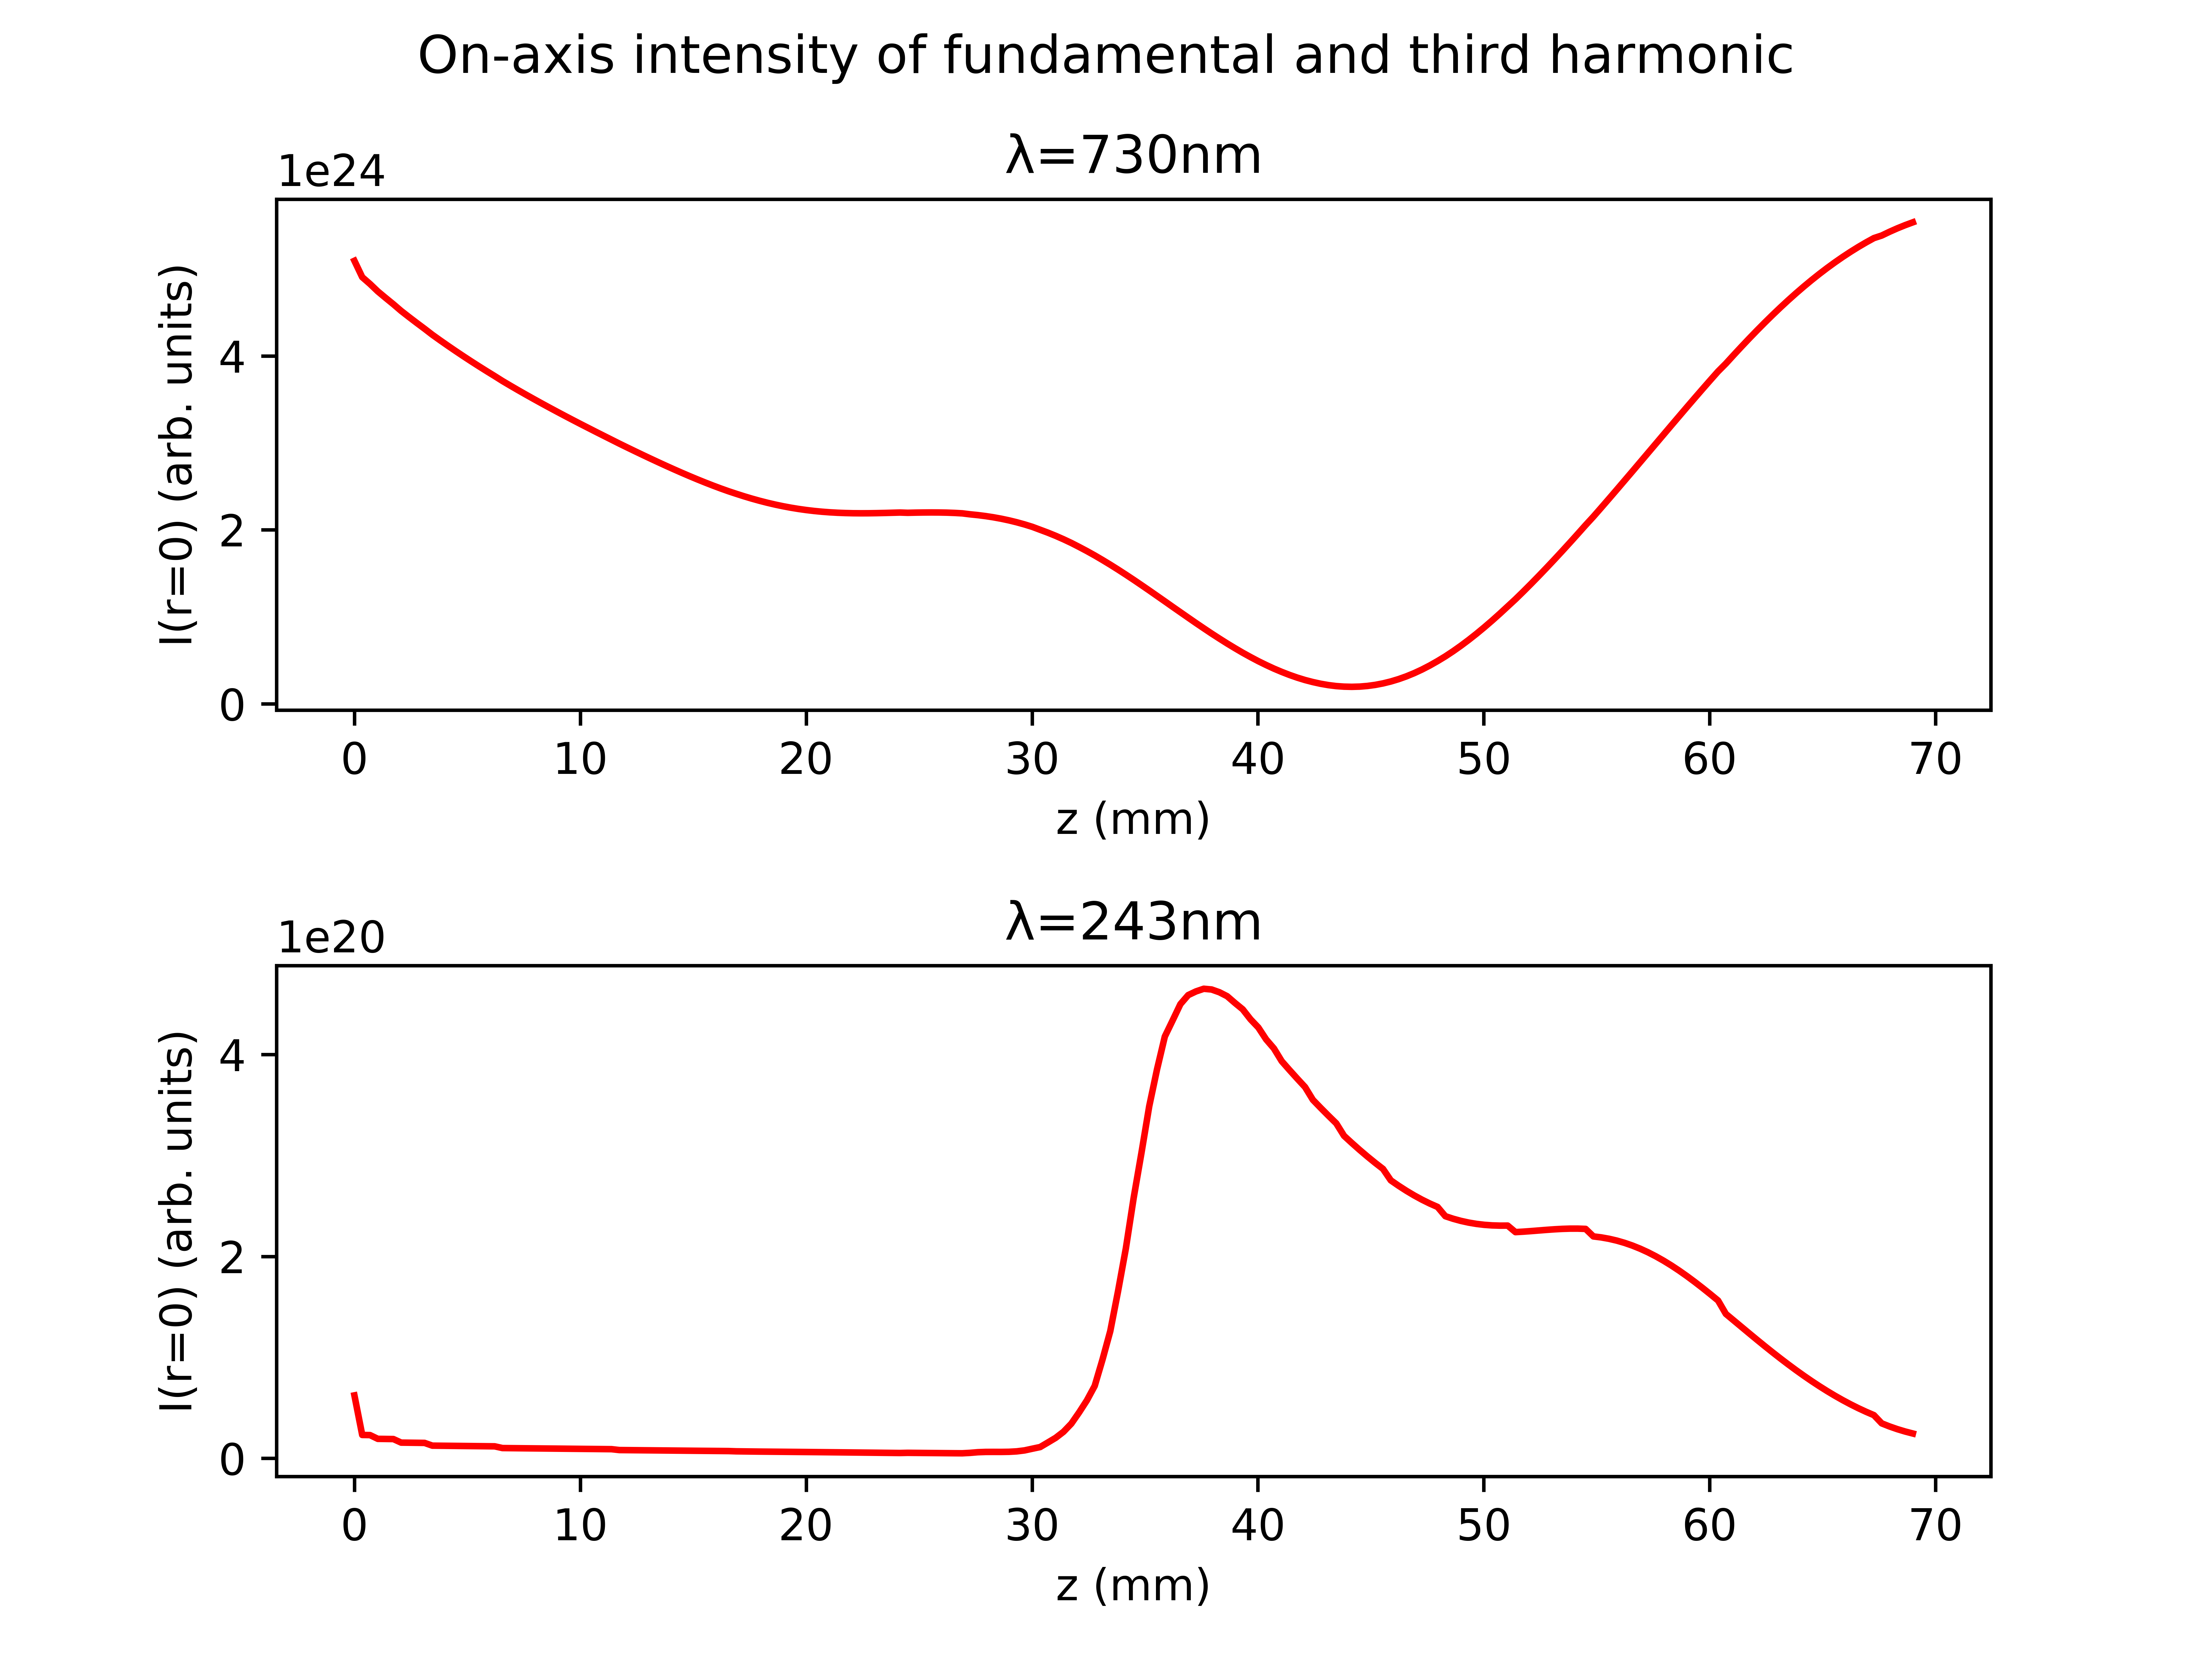 On-axis intensity of fundamental and third harmonic
λ=730nm
1e24
I(r=0) (arb. units)
4
2
0
0 10 20 30 40 50 60 70
z (mm)
λ=243nm
1e20
I(r=0) (arb. units)
4
2
0
0 10 20 30 40 50 60 70
z (mm)